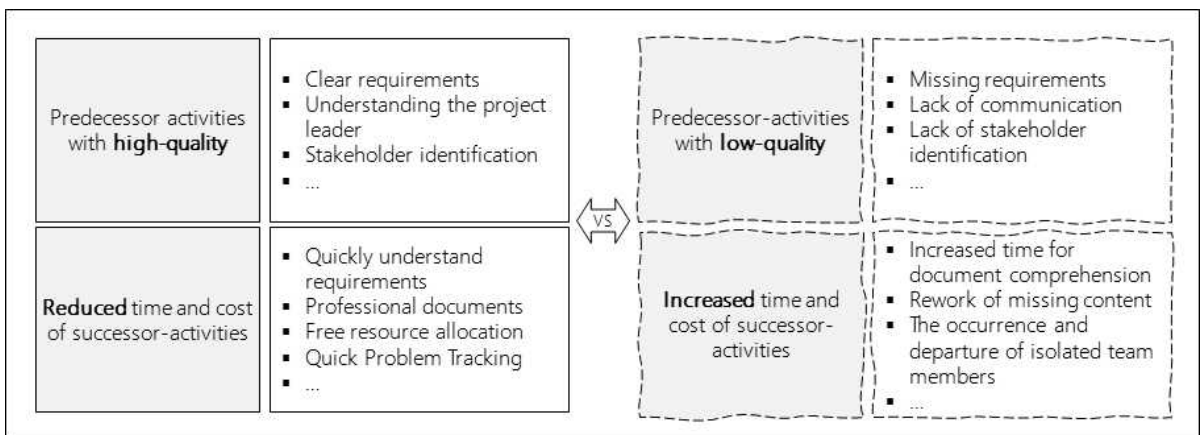 Predecessor activities
with high-quality
▪ Clear requirements
▪ Understanding the project
leader
▪ Stakeholder identification
▪ ...
Reduced time and cost
of successor-activities
▪ Quickly understand
requirements
▪ Professional documents
▪ Free resource allocation
▪ Quick Problem Tracking
▪ ...
VS
Predecessor-activities
with low-quality
▪ Missing requirements
▪ Lack of communication
▪ Lack of stakeholder
identification
▪ ...
Increased time and
cost of successor-
activities
▪ Increased time for
document comprehension
▪ Rework of missing content
▪ The occurrence and
departure of isolated team
members
▪ ...